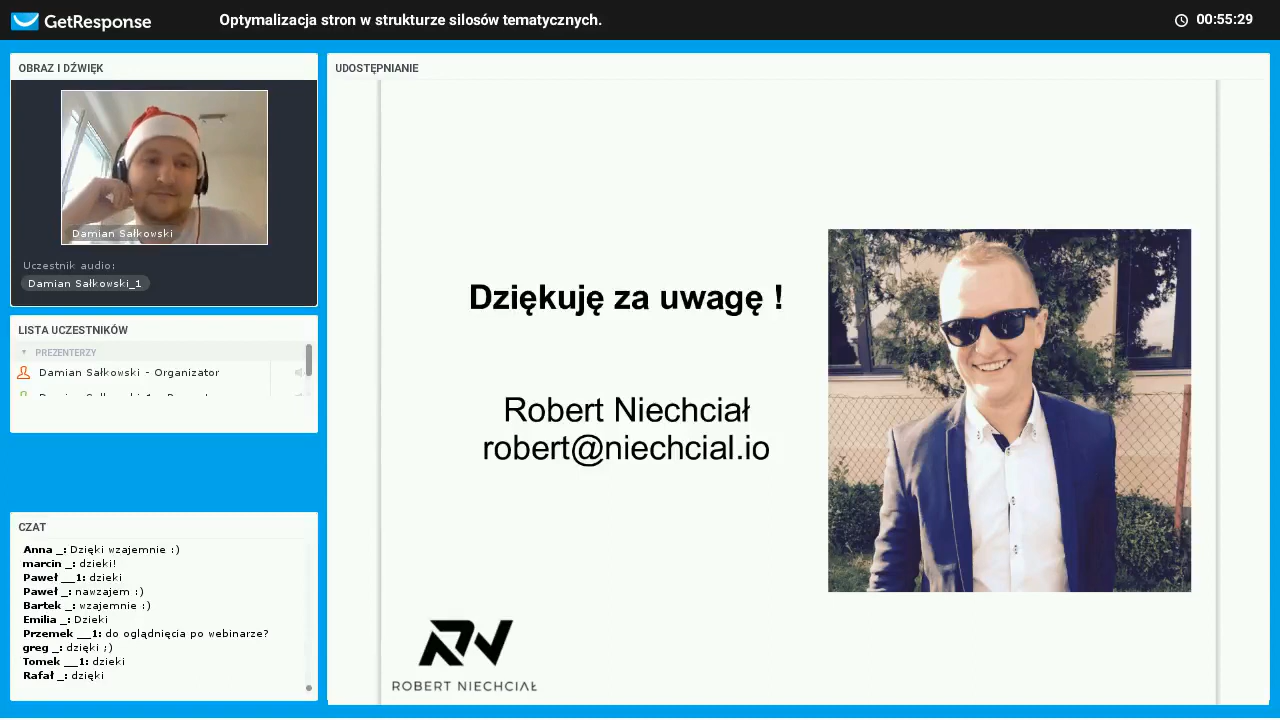 GetResponse
Optymalizacja stron w strukturze silosów tematycznych.
00:55:29
OBRAZ I DŹWIĘK
Damian Sałkowski
Uczestnik audio:
Damian Sałkowski_1
LISTA UCZESTNIKÓW
PREZENTERZY
Damian Sałkowski - Organizator
CZAT
Anna _: Dzięki wzajemnie :)
marcin _: dzieki!
Paweł __1: dzieki
Paweł _: nawzajem :)
Bartek _: wzajemnie :)
Emilia _: Dzieki
Przemek __1: do oglądnięcia po webinarze?
greg _: dzięki ;)
Tomek __1: dzieki
Rafał _: dzięki
UDOSTĘPNIANIE
Dziękuję za uwagę !
Robert Niechciał
robert@niechcial.io
RN
ROBERT NIECHCIAŁ